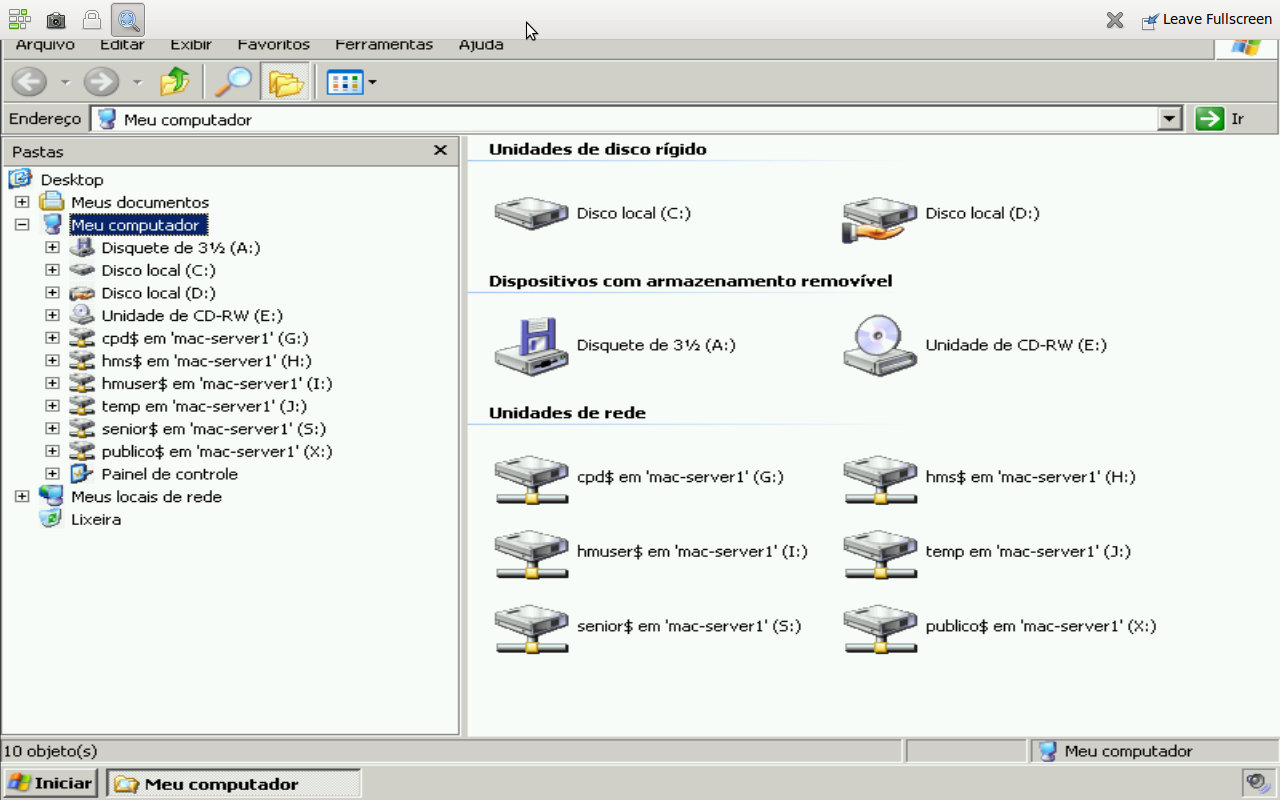 Leave Fullscreen
Arquivo Editar Exibir Favoritos Ferramentas Ajuda
Endereço Meu computador Ir
Pastas
Desktop
Meus documentos
Meu computador
Disquete de 3½ (A:)
Disco local (C:)
Disco local (D:)
Unidade de CD-RW (E:)
cpd$ em 'mac-server1' (G:)
hms$ em 'mac-server1' (H:)
hmuser$ em 'mac-server1' (I:)
temp em 'mac-server1' (J:)
senior$ em 'mac-server1' (S:)
publico$ em 'mac-server1' (X:)
Painel de controle
Meus locais de rede
Lixeira
Unidades de disco rígido
Disco local (C:) Disco local (D:)
Dispositivos com armazenamento removível
Disquete de 3½ (A:) Unidade de CD-RW (E:)
Unidades de rede
cpd$ em 'mac-server1' (G:) hms$ em 'mac-server1' (H:)
hmuser$ em 'mac-server1' (I:) temp em 'mac-server1' (J:)
senior$ em 'mac-server1' (S:) publico$ em 'mac-server1' (X:)
10 objeto(s) Meu computador
Iniciar Meu computador